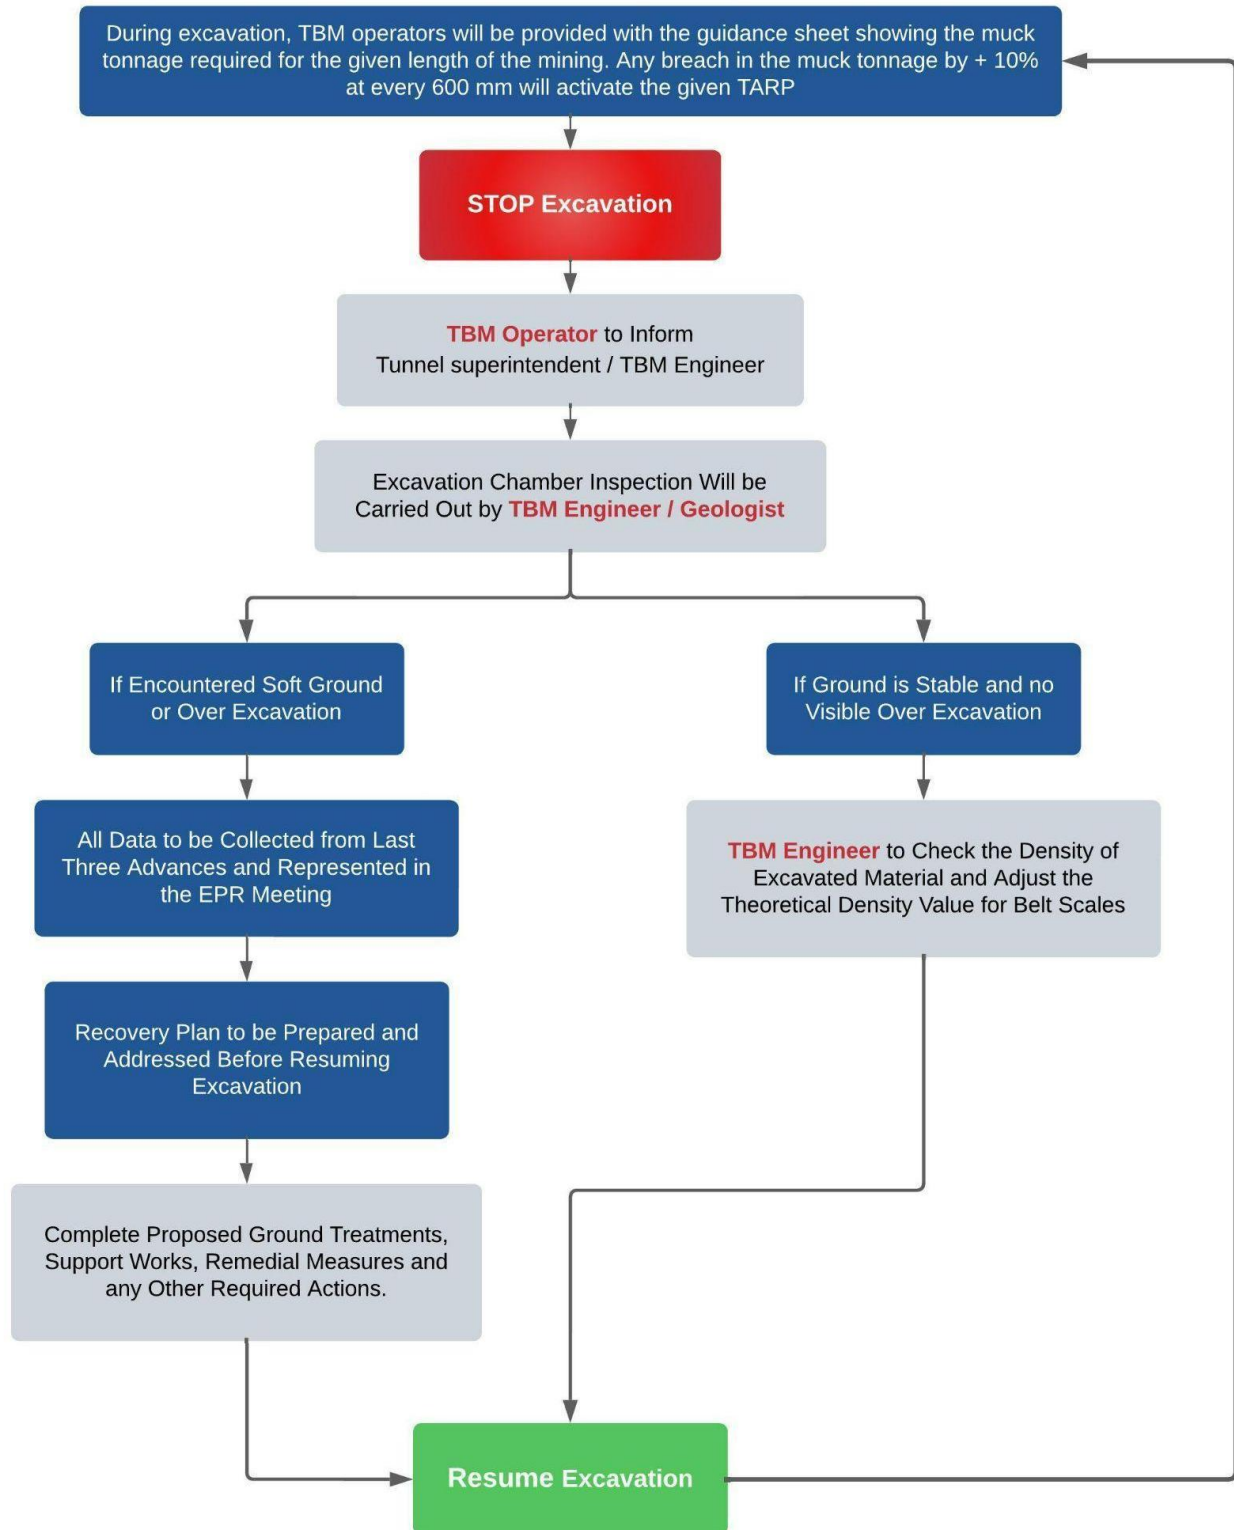 During excavation, TBM operators will be provided with the guidance sheet showing the muck
tonnage required for the given length of the mining. Any breach in the muck tonnage by + 10%
at every 600 mm will activate the given TARP
STOP Excavation
TBM Operator to Inform
Tunnel superintendent / TBM Engineer
Excavation Chamber Inspection Will be
Carried Out by TBM Engineer / Geologist
If Encountered Soft Ground
or Over Excavation
All Data to be Collected from Last
Three Advances and Represented in
the EPR Meeting
Recovery Plan to be Prepared and
Addressed Before Resuming
Excavation
Complete Proposed Ground Treatments,
Support Works, Remedial Measures and
any Other Required Actions.
If Ground is Stable and no
Visible Over Excavation
TBM Engineer to Check the Density of
Excavated Material and Adjust the
Theoretical Density Value for Belt Scales
Resume Excavation